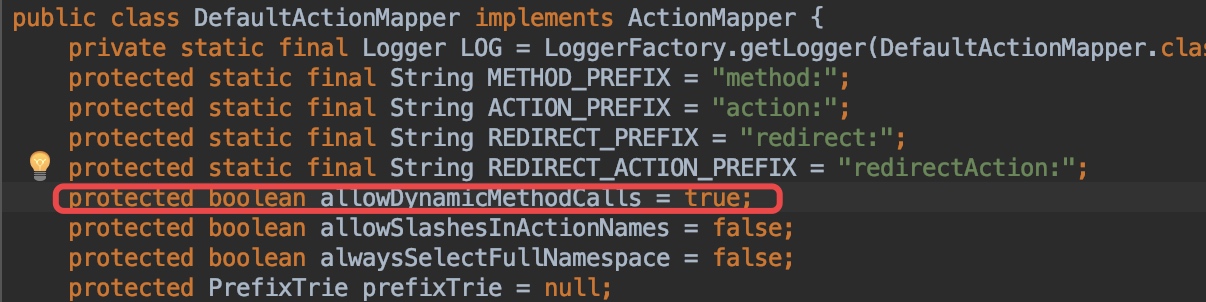 public class DefaultActionMapper implements ActionMapper {
private static final Logger LOG = LoggerFactory.getLogger(DefaultActionMapper.clas
protected static final String METHOD_PREFIX = "method:";
protected static final String ACTION_PREFIX = "action:";
protected static final String REDIRECT_PREFIX = "redirect:";
protected static final String REDIRECT_ACTION_PREFIX = "redirectAction:";
protected boolean allowDynamicMethodCalls = true;
protected boolean allowSlashesInActionNames = false;
protected boolean alwaysSelectFullNamespace = false;
protected PrefixTrie prefixTrie = null;